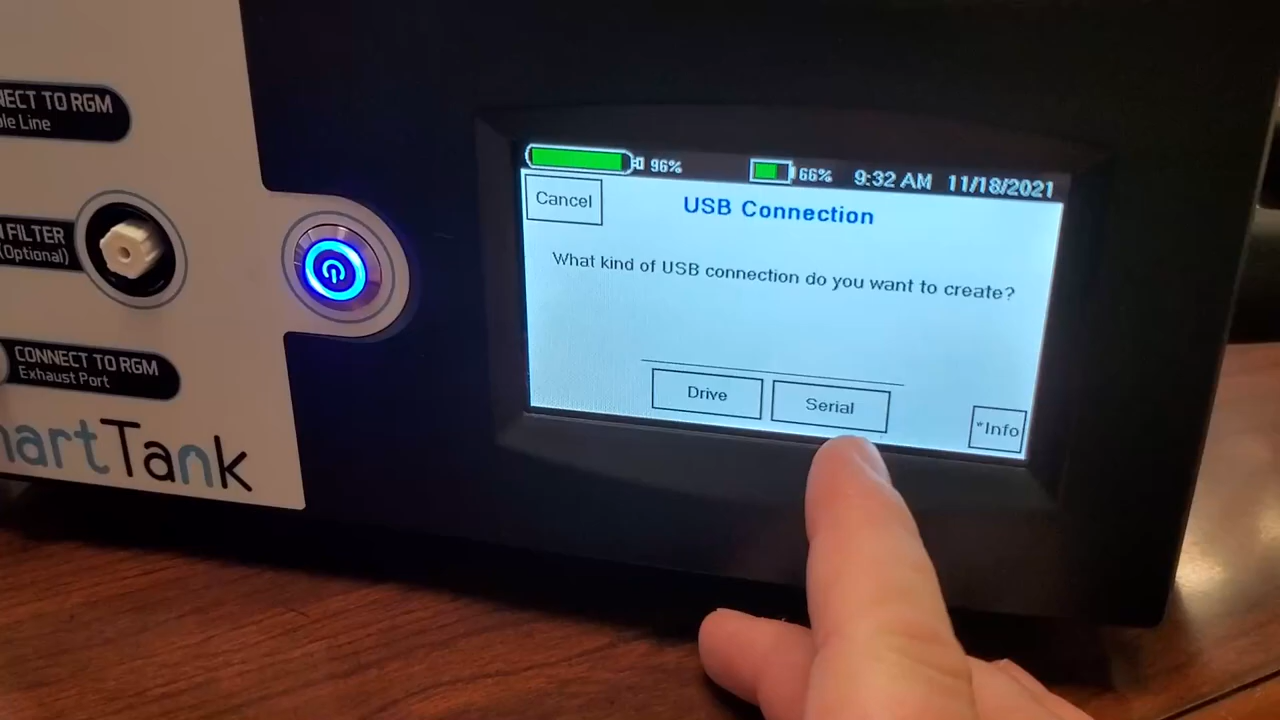 NECT TO RGM
le Line
FILTER
(Optional)
CONNECT TO RGM
Exhaust Port
martTank
96%
66%
9:32 AM
11/18/2021
Cancel
USB Connection
What kind of USB connection do you want to create?
Drive
Serial
*Info